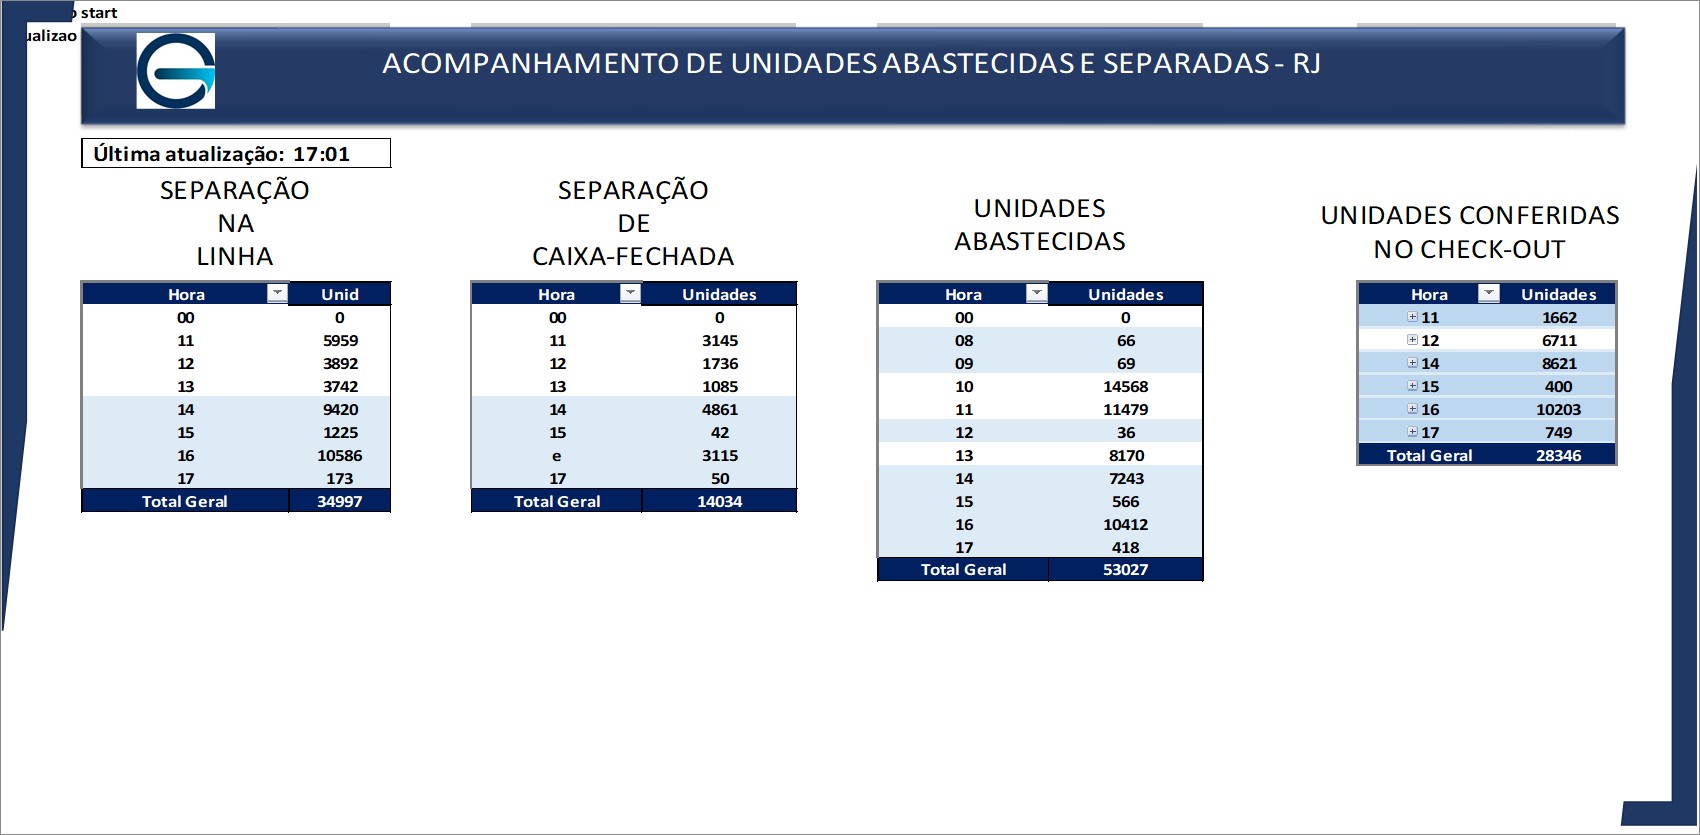 start
ualizao
ACOMPANHAMENTO DE UNIDADES ABASTECIDAS E SEPARADAS - RJ
Última atualização: 17:01
SEPARAÇÃO
NA
LINHA
Hora Unid
00 0
11 5959
12 3892
13 3742
14 9420
15 1225
16 10586
17 173
Total Geral 34997
SEPARAÇÃO
DE
CAIXA-FECHADA
Hora Unidades
00 0
11 3145
12 1736
13 1085
14 4861
15 42
e 3115
17 50
Total Geral 14034
UNIDADES
ABASTECIDAS
Hora Unidades
00 0
08 66
09 69
10 14568
11 11479
12 36
13 8170
14 7243
15 566
16 10412
17 418
Total Geral 53027
UNIDADES CONFERIDAS
NO CHECK-OUT
Hora Unidades
11 1662
12 6711
14 8621
15 400
16 10203
17 749
Total Geral 28346